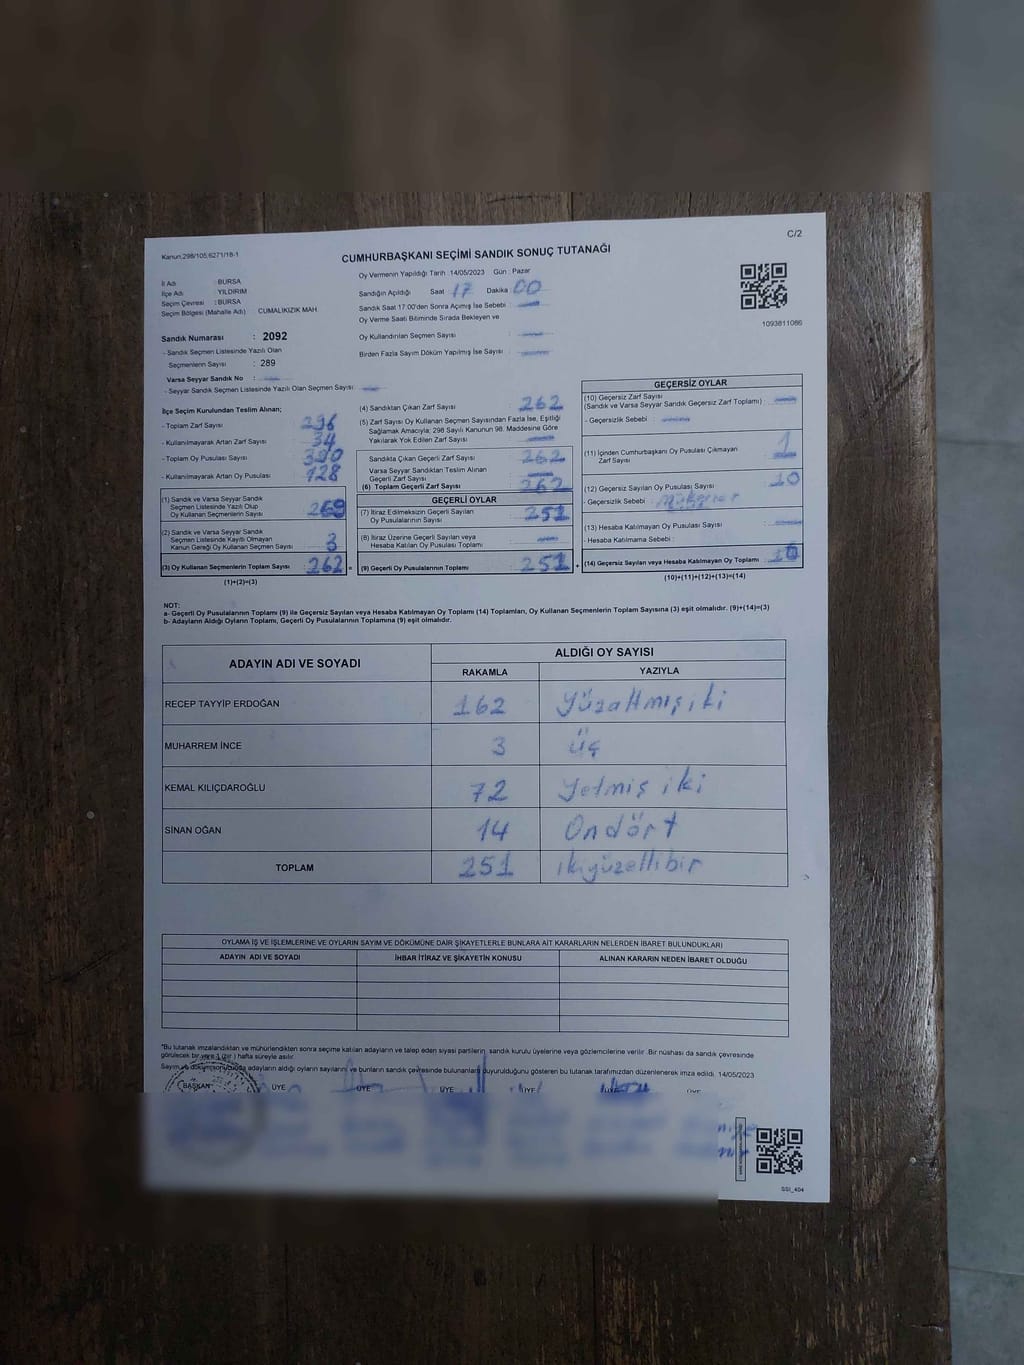 C/2
Kanun,298/105;6271/18-1
CUMHURBAŞKANI SEÇİMİ SANDIK SONUÇ TUTANAĞI
İl Adı : BURSA
İlçe Adı : YILDIRIM
Seçim Çevresi : BURSA
Seçim Bölgesi (Mahalle Adı) CUMALIKIZIK MAH.
Sandık Numarası : 2092
- Sandık Seçmen Listesinde Yazılı Olan
Seçmenlerin Sayısı : 289
Varsa Seyyar Sandık No :
- Seyyar Sandık Seçmen Listesinde Yazılı Olan Seçmen Sayısı
Oy Vermenin Yapıldığı Tarih :14/05/2023 Gün : Pazar
Sandığın Açıldığı Saat 17 Dakika 00
Sandık Saat 17.00'den Sonra Açımış İse Sebebi
Oy Verme Saati Bitiminde Sırada Bekleyen ve
Oy Kullandırılan Seçmen Sayısı :
Birden Fazla Sayım Döküm Yapılmış İse Sayısı :
1093811086
İlçe Seçim Kurulundan Teslim Alınan;
- Toplam Zarf Sayısı : 296
- Kullanılmayarak Artan Zarf Sayısı : 34
- Toplam Oy Pusulası Sayısı : 390
- Kullanılmayarak Artan Oy Pusulası : 128
(1) Sandık ve Varsa Seyyar Sandık
Seçmen Listesinde Yazılı Olup
Oy Kullanan Seçmenlerin Sayısı : 259
(2) Sandık ve Varsa Seyyar Sandık
Seçmen Listesinde Kayıtlı Olmayan
Kanun Gereği Oy Kullanan Seçmen Sayısı : 3
(3) Oy Kullanan Seçmenlerin Toplam Sayısı : 262 =
(1)+(2)=(3)
(4) Sandıktan Çıkan Zarf Sayısı : 262
(5) Zarf Sayısı Oy Kullanan Seçmen Sayısından Fazla İse, Eşitliği
Sağlamak Amacıyla; 298 Sayılı Kanunun 98. Maddesine Göre
Yakılarak Yok Edilen Zarf Sayısı :
Sandıkta Çıkan Geçerli Zarf Sayısı : 262
Varsa Seyyar Sandıktan Teslim Alınan
Geçerli Zarf Sayısı :
(6) Toplam Geçerli Zarf Sayısı : 262
GEÇERLİ OYLAR
(7) İtiraz Edilmeksizin Geçerli Sayılan
Oy Pusulalarının Sayısı : 251
(8) İtiraz Üzerine Geçerli Sayılan veya
Hesaba Katılan Oy Pusulası Toplamı :
(9) Geçerli Oy Pusulalarının Toplamı : 251 +
GEÇERSİZ OYLAR
(10) Geçersiz Zarf Sayısı
(Sandık ve Varsa Seyyar Sandık Geçersiz Zarf Toplamı) :
- Geçersizlik Sebebi :
(11) İçinden Cumhurbaşkanı Oy Pusulası Çıkmayan
Zarf Sayısı : 1
(12) Geçersiz Sayılan Oy Pusulası Sayısı : 10
- Geçersizlik Sebebi :
(13) Hesaba Katılmayan Oy Pusulası Sayısı :
- Hesaba Katılmama Sebebi :
(14) Geçersiz Sayılan veya Hesaba Katılmayan Oy Toplamı :
(10)+(11)+(12)+(13)=(14)
NOT:
a- Geçerli Oy Pusulalarının Toplamı (9) ile Geçersiz Sayılan veya Hesaba Katılmayan Oy Toplamı (14) Toplamları, Oy Kullanan Seçmenlerin Toplam Sayısına (3) eşit olmalıdır. (9)+(14)=(3)
b- Adayların Aldığı Oyların Toplamı, Geçerli Oy Pusulalarının Toplamına (9) eşit olmalıdır.
ADAYIN ADI VE SOYADI ALDIĞI OY SAYISI
RAKAMLA YAZIYLA
RECEP TAYYİP ERDOĞAN 162 Yüzaltmışiki
MUHARREM İNCE 3 üç
KEMAL KILIÇDAROĞLU 72 Yetmiş iki
SİNAN OĞAN 14 Ondört
TOPLAM 251 ikiyüzellibir
OYLAMA İŞ VE İŞLEMLERİNE VE OYLARIN SAYIM VE DÖKÜMÜNE DAİR ŞİKAYETLERLE BUNLARA AİT KARARLARIN NELERDEN İBARET BULUNDUKLARI
ADAYIN ADI VE SOYADI İHBAR İTİRAZ VE ŞİKAYETİN KONUSU ALINAN KARARIN NEDEN İBARET OLDUĞU
*Bu tutanak imzalandıktan ve mühürlendikten sonra seçime katılan adayların ve talep eden siyasi partilerin, sandık kurulu üyelerine veya gözlemcilerine verilir. Bir nüshası da sandık çevresinde
görülecek bir yere 1 (bir) hafta süreyle asılır.
Sayım ve döküm sonucunda adayların aldığı oyların sayısını ve bunların sandık çevresinde bulunanlara duyurulduğunu gösteren bu tutanak tarafımızdan düzenlenerek imza edildi. 14/05/2023
BAŞKAN ÜYE ÜYE ÜYE ÜYE ÜYE
SSI_404